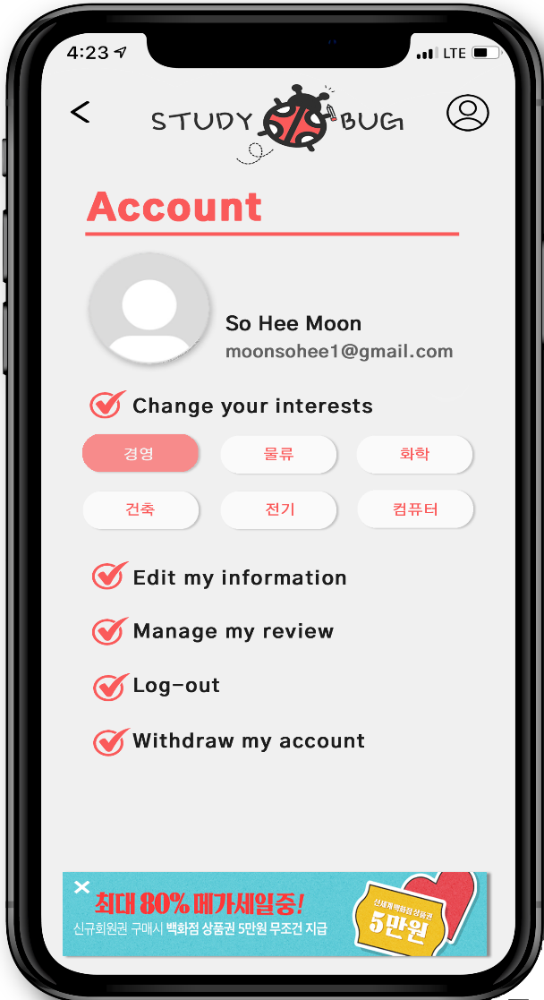 4:23 LTE
STUDY BUG
Account
So Hee Moon
moonsohee1@gmail.com
Change your interests
경영 물류 화학
건축 전기 컴퓨터
Edit my information
Manage my review
Log-out
Withdraw my account
최대 80% 메가세일중!
신규회원권 구매시 백화점 상품권 5만원 무조건 지급
신세계백화점상품권
5만원